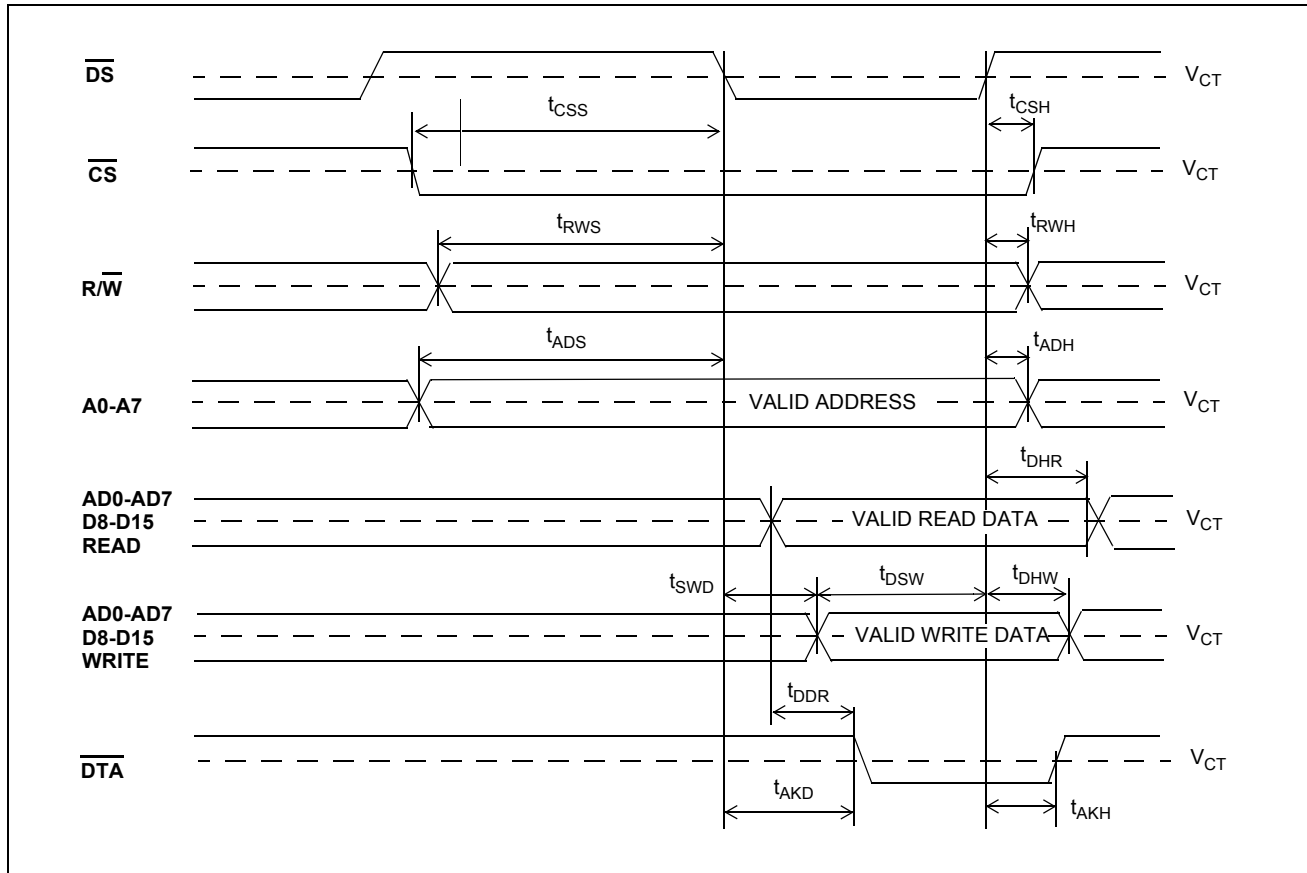 DS
V_CT
t_CSS
t_CSH
CS
V_CT
t_RWS
t_RWH
R/W
V_CT
t_ADS
t_ADH
A0-A7
VALID ADDRESS
V_CT
t_DHR
AD0-AD7
D8-D15
READ
VALID READ DATA
V_CT
t_SWD
t_DSW
t_DHW
AD0-AD7
D8-D15
WRITE
VALID WRITE DATA
V_CT
t_DDR
DTA
V_CT
t_AKD
t_AKH